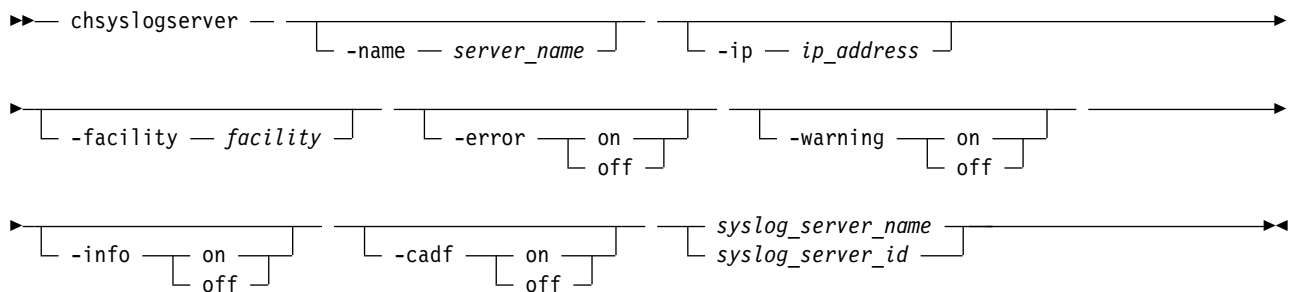 chsyslogserver
-name server_name -ip ip_address
-facility facility -error on -warning on
off off
-info on -cadf on syslog_server_name
off off syslog_server_id